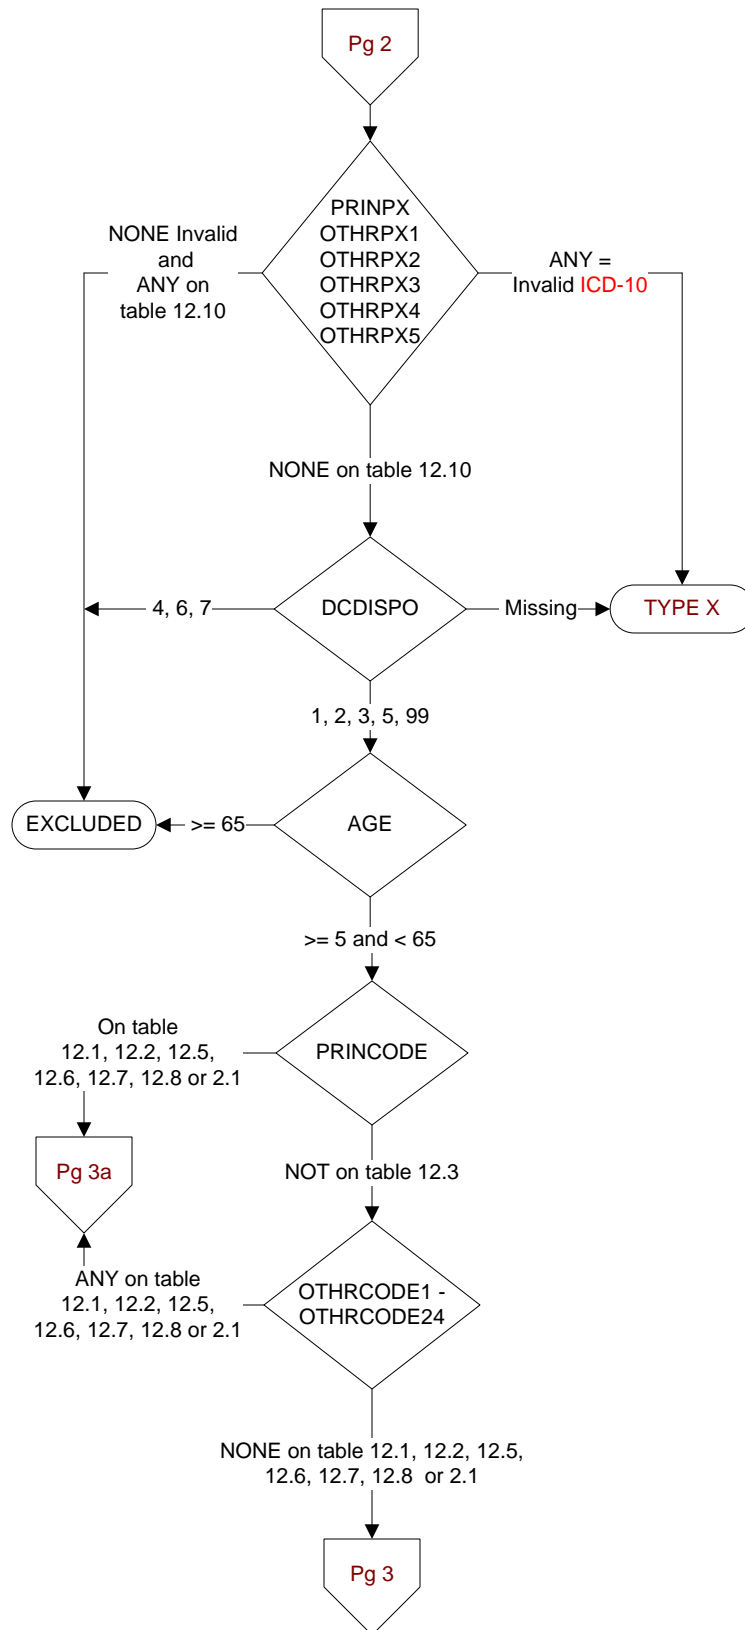 Pg 2
PRINPX
OTHRPX1
OTHRPX2
OTHRPX3
OTHRPX4
OTHRPX5
NONE Invalid
and
ANY on
table 12.10
ANY =
Invalid ICD-10
NONE on table 12.10
4, 6, 7
DCDISPO
Missing
TYPE X
1, 2, 3, 5, 99
EXCLUDED
>= 65
AGE
>= 5 and < 65
On table
12.1, 12.2, 12.5,
12.6, 12.7, 12.8 or 2.1
PRINCODE
Pg 3a
NOT on table 12.3
ANY on table
12.1, 12.2, 12.5,
12.6, 12.7, 12.8 or 2.1
OTHRCODE1 -
OTHRCODE24
NONE on table 12.1, 12.2, 12.5,
12.6, 12.7, 12.8 or 2.1
Pg 3